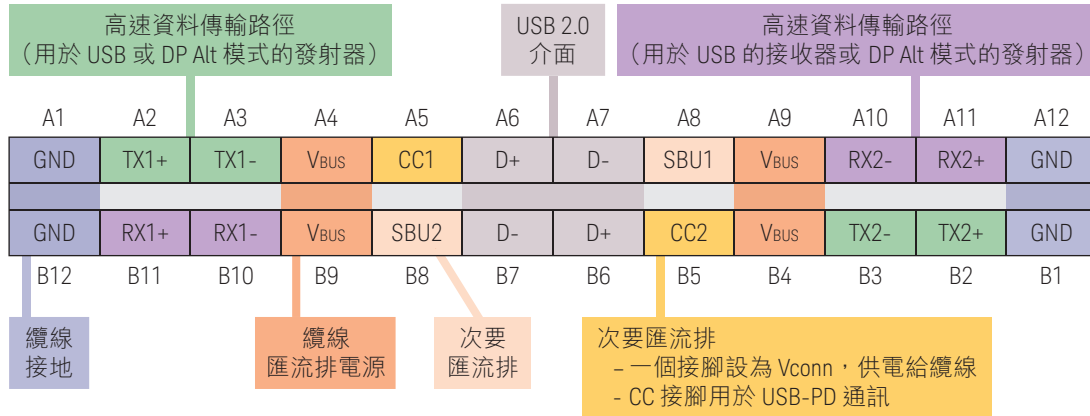 高速資料傳輸路徑
（用於 USB 或 DP Alt 模式的發射器）
USB 2.0
介面
高速資料傳輸路徑
（用於 USB 的接收器或 DP Alt 模式的發射器）
A1 A2 A3 A4 A5 A6 A7 A8 A9 A10 A11 A12
GND TX1+ TX1- VBUS CC1 D+ D- SBU1 VBUS RX2- RX2+ GND
GND RX1+ RX1- VBUS SBU2 D- D+ CC2 VBUS TX2- TX2+ GND
B12 B11 B10 B9 B8 B7 B6 B5 B4 B3 B2 B1
纜線
接地
纜線
匯流排電源
次要
匯流排
次要匯流排
– 一個接腳設為 Vconn，供電給纜線
- CC 接腳用於 USB-PD 通訊